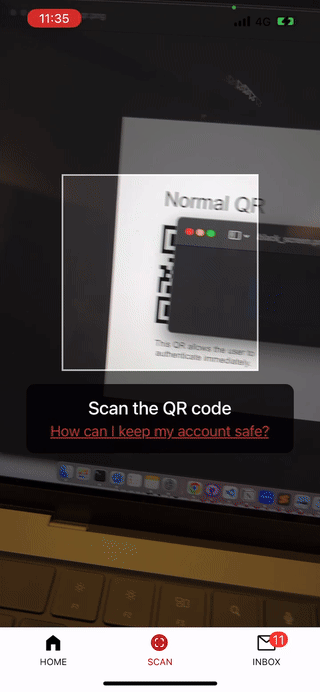 11:35
4G
Normal QR
This QR allows the user to
authenticate immediately.
Scan the QR code
How can I keep my account safe?
11
HOME
SCAN
INBOX